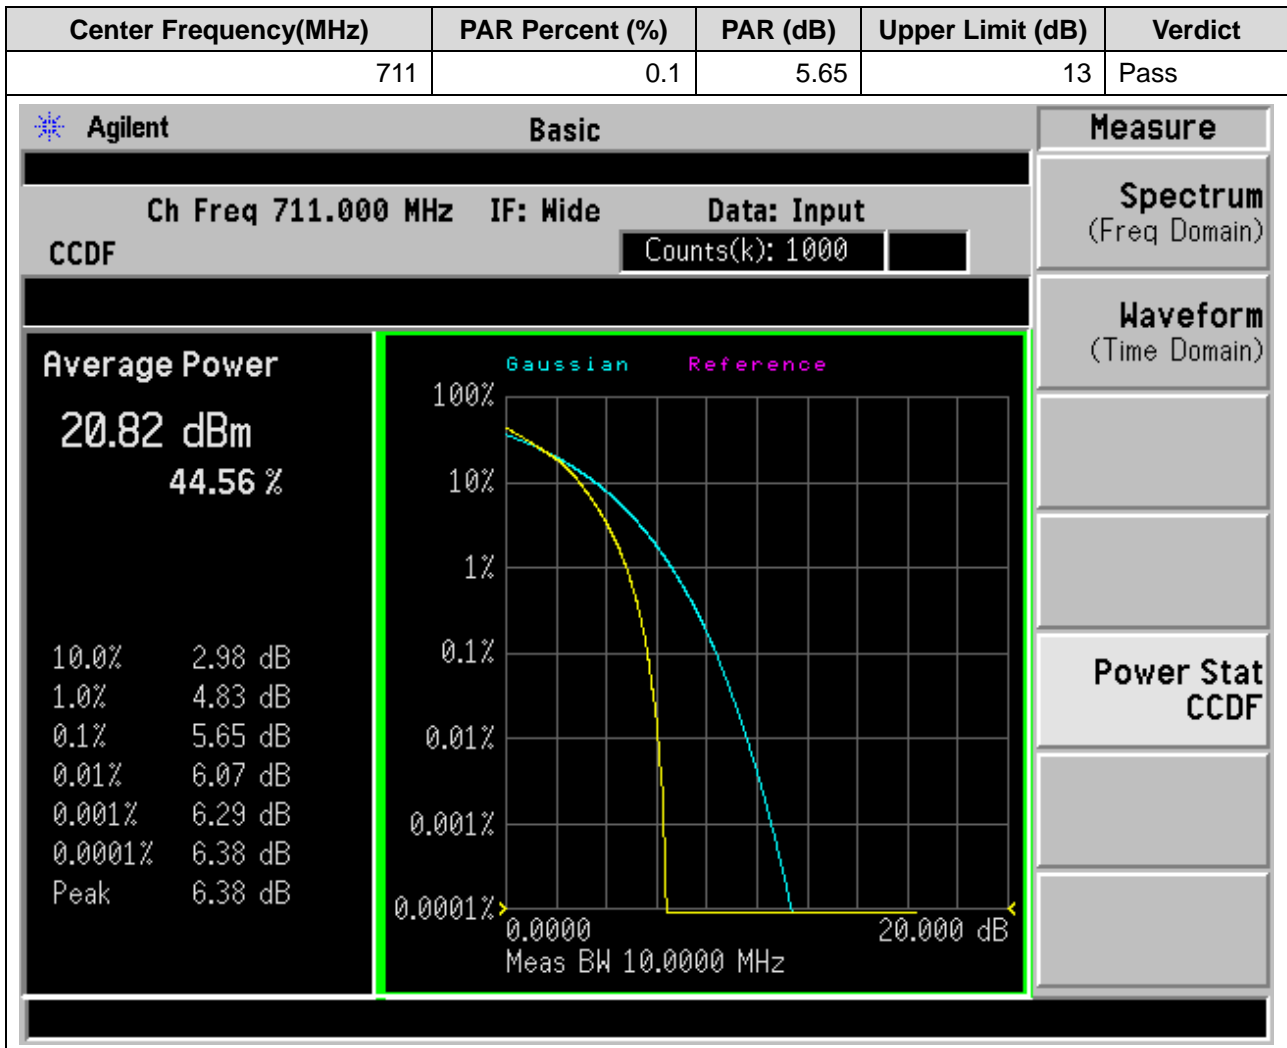 Center Frequency(MHz) PAR Percent (%) PAR (dB) Upper Limit (dB) Verdict
711 0.1 5.65 13 Pass
Agilent Basic Measure
Ch Freq 711.000 MHz IF: Wide Data: Input
CCDF Counts(k): 1000
Average Power
20.82 dBm
44.56 %
10.0% 2.98 dB
1.0% 4.83 dB
0.1% 5.65 dB
0.01% 6.07 dB
0.001% 6.29 dB
0.0001% 6.38 dB
Peak 6.38 dB
Gaussian Reference
100%
10%
1%
0.1%
0.01%
0.001%
0.0001%
0.0000 20.000 dB
Meas BW 10.0000 MHz
Spectrum
(Freq Domain)
Waveform
(Time Domain)
Power Stat
CCDF